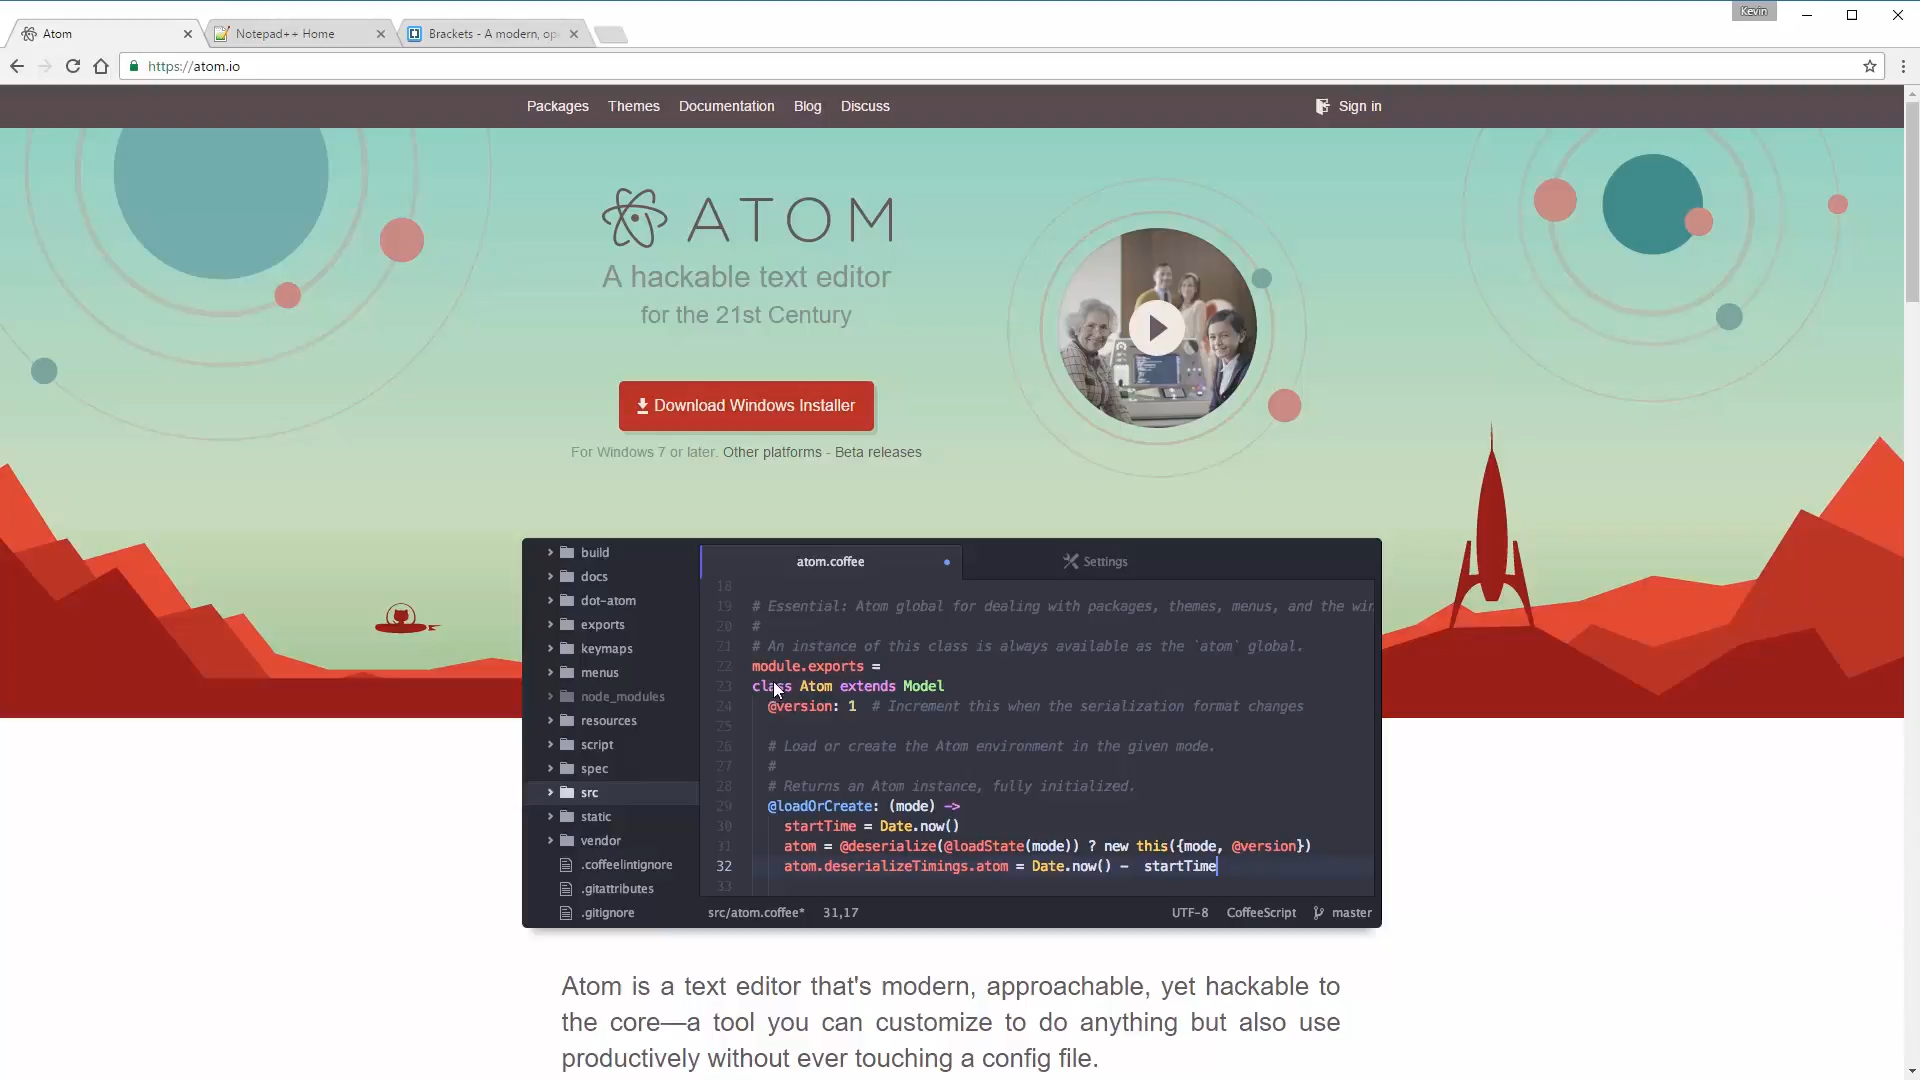 Kevin
Atom
Notepad++ Home
Brackets - A modern, op
https://atom.io
Packages
Themes
Documentation
Blog
Discuss
Sign in
ATOM
A hackable text editor
for the 21st Century
Download Windows Installer
For Windows 7 or later. Other platforms - Beta releases
build
docs
dot-atom
exports
keymaps
menus
node_modules
resources
script
spec
src
static
vendor
.coffeelintignore
.gitattributes
.gitignore
atom.coffee
Settings
18
19 # Essential: Atom global for dealing with packages, themes, menus, and the win
20 #
21 # An instance of this class is always available as the `atom` global.
22 module.exports =
23 class Atom extends Model
24 @version: 1 # Increment this when the serialization format changes
25
26 # Load or create the Atom environment in the given mode.
27 #
28 # Returns an Atom instance, fully initialized.
29 @loadOrCreate: (mode) ->
30 startTime = Date.now()
31 atom = @deserialize(@loadState(mode)) ? new this({mode, @version})
32 atom.deserializeTimings.atom = Date.now() - startTime
33
src/atom.coffee* 31,17
UTF-8 CoffeeScript master
Atom is a text editor that's modern, approachable, yet hackable to
the core—a tool you can customize to do anything but also use
productively without ever touching a config file.